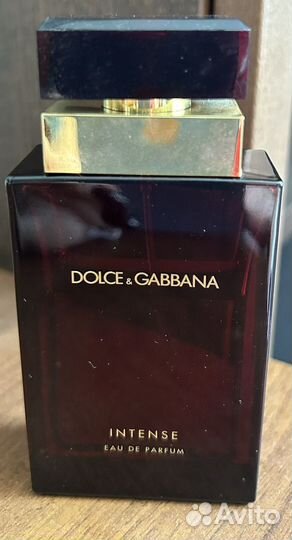 DOLCE & GABBANA
INTENSE
EAU DE PARFUM
Avito